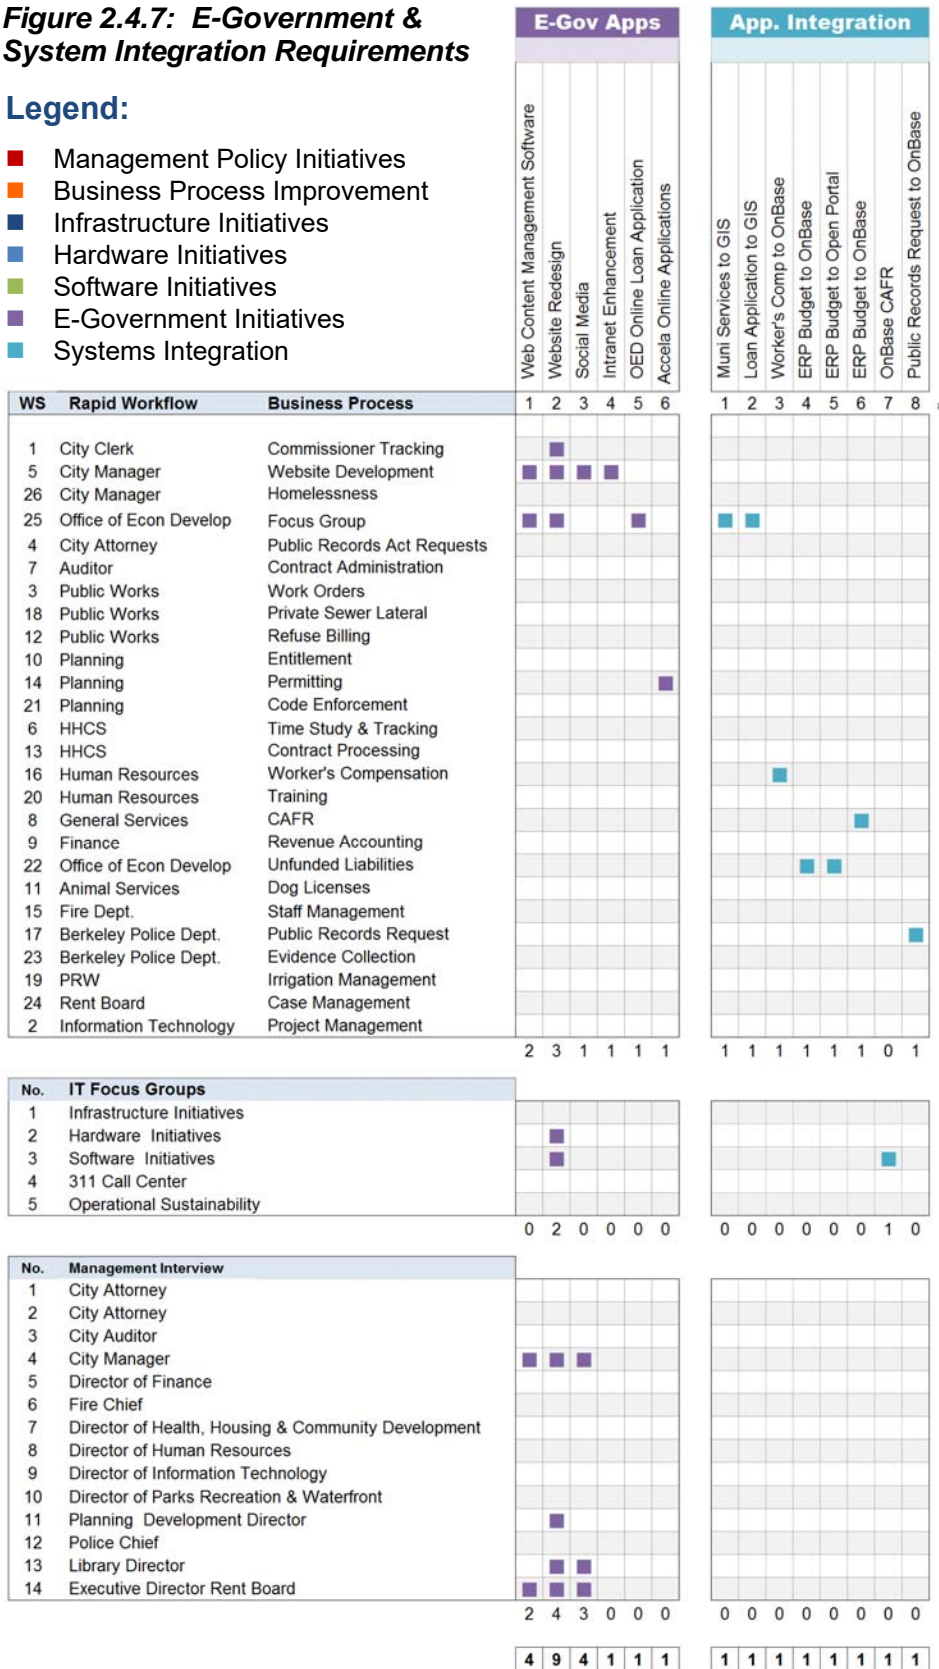 Figure 2.4.7: E-Government &
System Integration Requirements
E-Gov Apps
App. Integration
Legend:
Management Policy Initiatives
Business Process Improvement
Infrastructure Initiatives
Hardware Initiatives
Software Initiatives
E-Government Initiatives
Systems Integration
Web Content Management Software
Website Redesign
Social Media
Intranet Enhancement
OED Online Loan Application
Accela Online Applications
Muni Services to GIS
Loan Application to GIS
Worker's Comp to OnBase
ERP Budget to OnBase
ERP Budget to Open Portal
ERP Budget to OnBase
OnBase CAFR
Public Records Request to OnBase
WS Rapid Workflow Business Process 1 2 3 4 5 6 1 2 3 4 5 6 7 8
1 City Clerk Commissioner Tracking
5 City Manager Website Development
26 City Manager Homelessness
25 Office of Econ Develop Focus Group
4 City Attorney Public Records Act Requests
7 Auditor Contract Administration
3 Public Works Work Orders
18 Public Works Private Sewer Lateral
12 Public Works Refuse Billing
10 Planning Entitlement
14 Planning Permitting
21 Planning Code Enforcement
6 HHCS Time Study & Tracking
13 HHCS Contract Processing
16 Human Resources Worker's Compensation
20 Human Resources Training
8 General Services CAFR
9 Finance Revenue Accounting
22 Office of Econ Develop Unfunded Liabilities
11 Animal Services Dog Licenses
15 Fire Dept. Staff Management
17 Berkeley Police Dept. Public Records Request
23 Berkeley Police Dept. Evidence Collection
19 PRW Irrigation Management
24 Rent Board Case Management
2 Information Technology Project Management
2 3 1 1 1 1 1 1 1 1 1 1 0 1
No. IT Focus Groups
1 Infrastructure Initiatives
2 Hardware Initiatives
3 Software Initiatives
4 311 Call Center
5 Operational Sustainability
0 2 0 0 0 0 0 0 0 0 0 0 1 0
No. Management Interview
1 City Attorney
2 City Attorney
3 City Auditor
4 City Manager
5 Director of Finance
6 Fire Chief
7 Director of Health, Housing & Community Development
8 Director of Human Resources
9 Director of Information Technology
10 Director of Parks Recreation & Waterfront
11 Planning Development Director
12 Police Chief
13 Library Director
14 Executive Director Rent Board
2 4 3 0 0 0 0 0 0 0 0 0 0 0
4 9 4 1 1 1 1 1 1 1 1 1 1 1